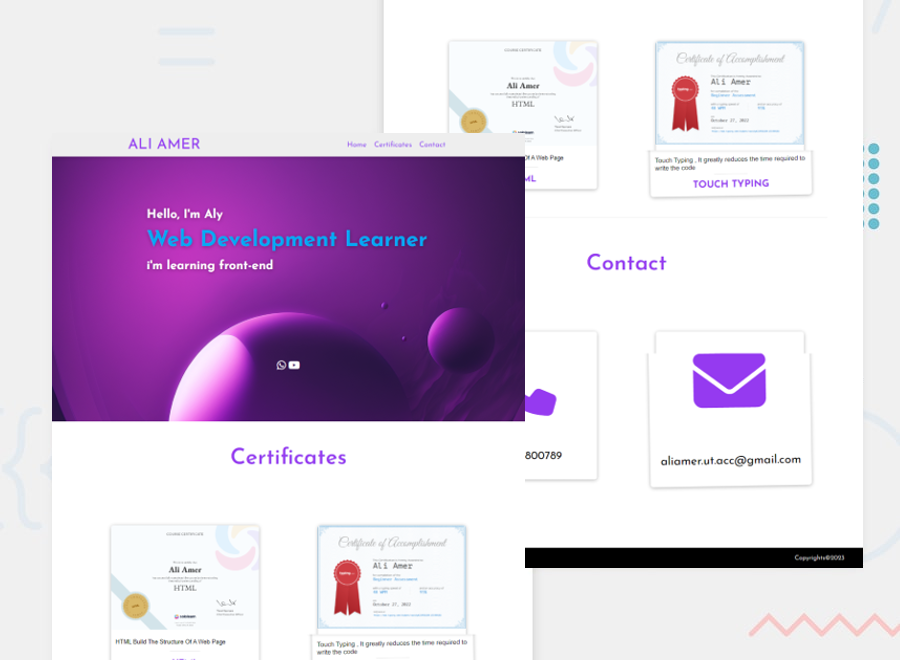 COURSE CERTIFICATE
Ali Amer
HTML
Certificate of Accomplishment
Ali Amer
October 27, 2022
Of A Web Page
ML
Touch Typing , It greatly reduces the time required to
write the code
TOUCH TYPING
Contact
800789
aliamer.ut.acc@gmail.com
Copyrights©2023
ALI AMER
Home Certificates Contact
Hello, I'm Aly
Web Development Learner
i'm learning front-end
Certificates
COURSE CERTIFICATE
Ali Amer
HTML
HTML Build The Structure Of A Web Page
Certificate of Accomplishment
Ali Amer
October 27, 2022
Touch Typing , It greatly reduces the time required to
write the code